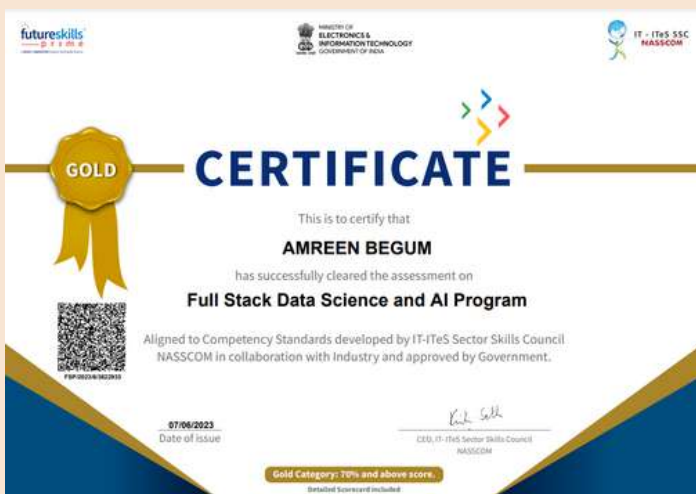 futureskills
prime
MINISTRY OF
ELECTRONICS &
INFORMATION TECHNOLOGY
GOVERNMENT OF INDIA
IT - ITeS SSC
NASSCOM
GOLD
CERTIFICATE
This is to certify that
AMREEN BEGUM
has successfully cleared the assessment on
Full Stack Data Science and AI Program
Aligned to Competency Standards developed by IT-ITeS Sector Skills Council
NASSCOM in collaboration with Industry and approved by Government.
FSP/2023/6/3622933
07/06/2023
Date of issue
CEO, IT- ITeS Sector Skills Council
NASSCOM
Gold Category: 70% and above score.
Detailed Scorecard Included